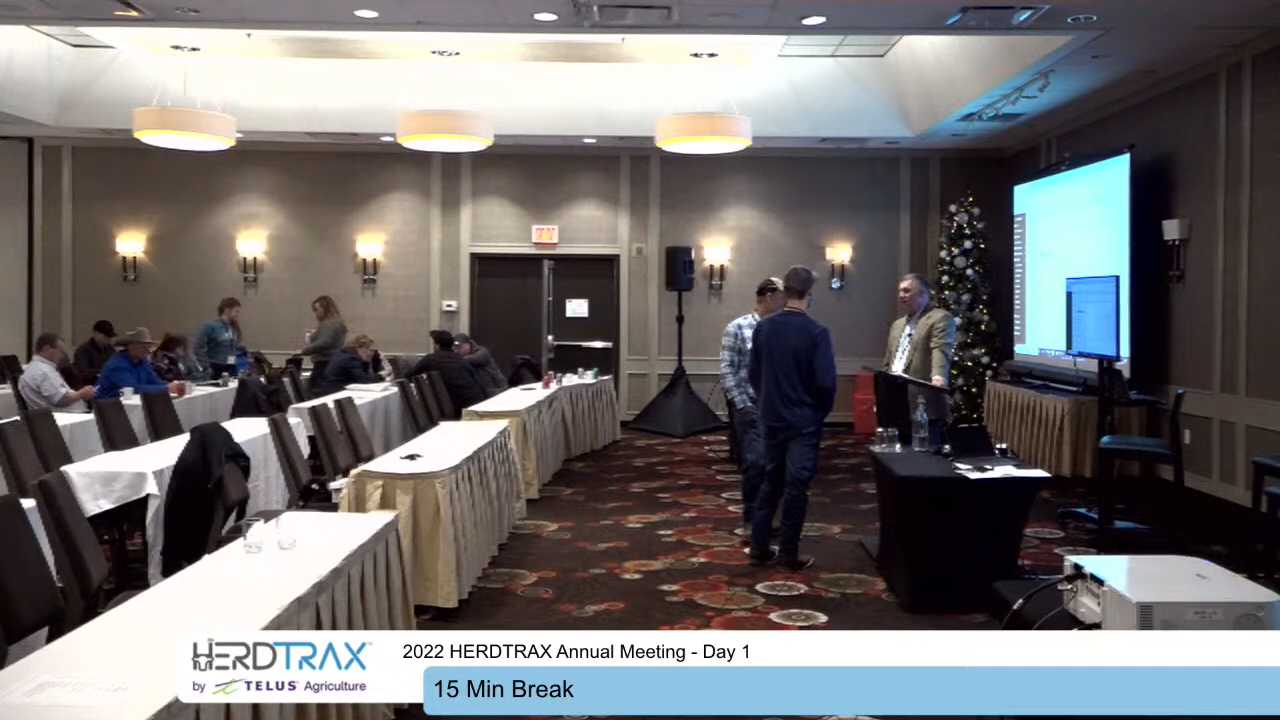 HERDTRAX
by TELUS Agriculture
2022 HERDTRAX Annual Meeting - Day 1
15 Min Break